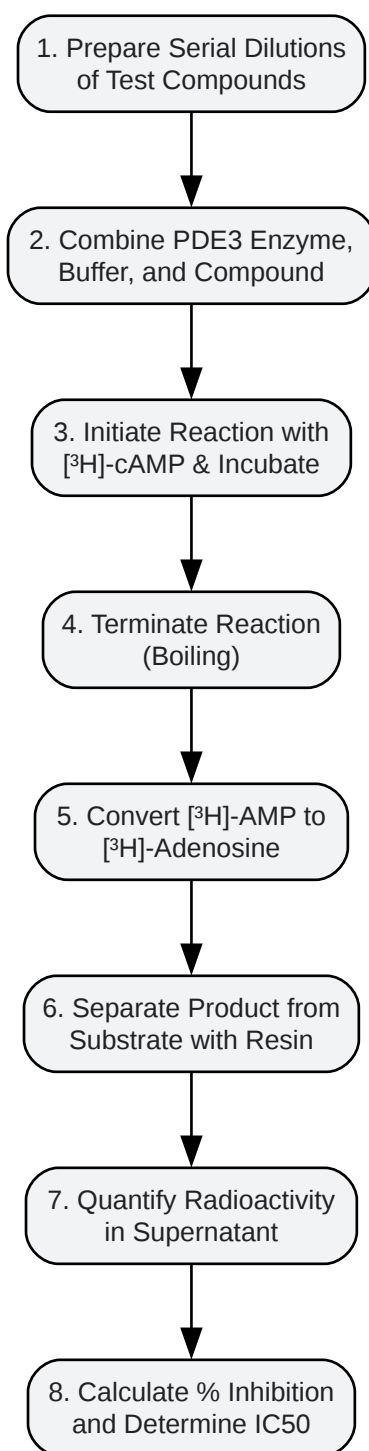 1. Prepare Serial Dilutions
of Test Compounds
2. Combine PDE3 Enzyme,
Buffer, and Compound
3. Initiate Reaction with
[³H]-cAMP & Incubate
4. Terminate Reaction
(Boiling)
5. Convert [³H]-AMP to
[³H]-Adenosine
6. Separate Product from
Substrate with Resin
7. Quantify Radioactivity
in Supernatant
8. Calculate % Inhibition
and Determine IC50